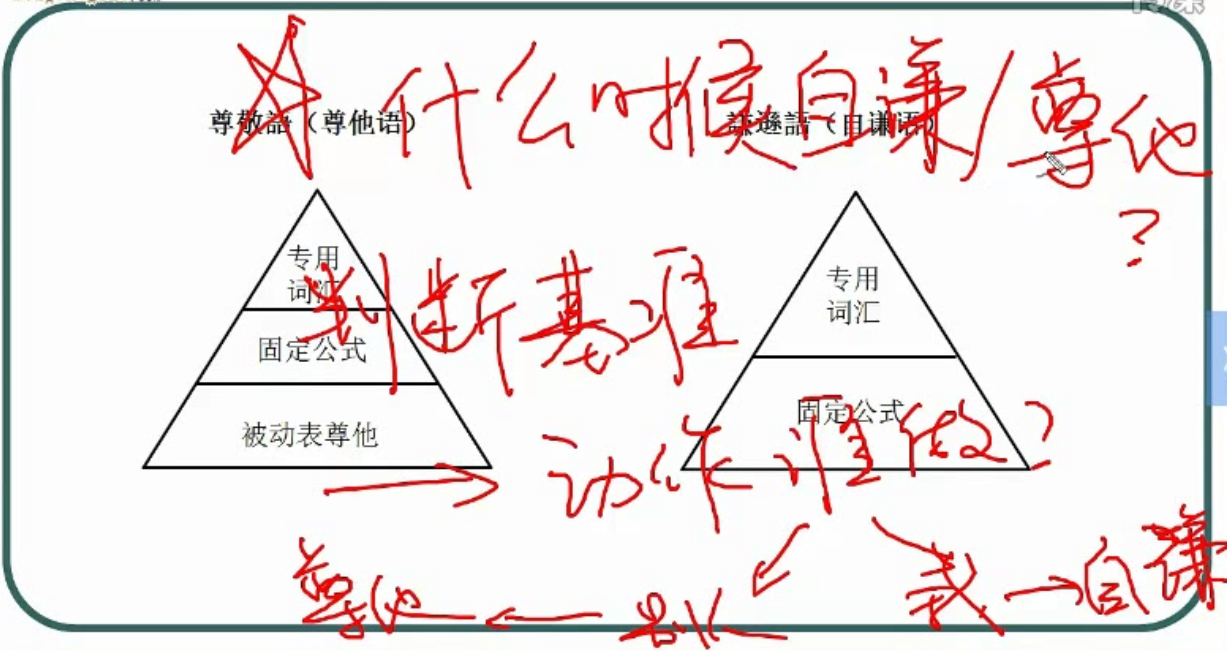 ☆ 什么时候自谦/尊他?
尊敬語（尊他语）
謙遜語（自谦语）
专用
词汇
固定公式
被动表尊他
专用
词汇
固定公式
判断基准
→ 动作谁做?
尊他 ← 别人
我 → 自谦